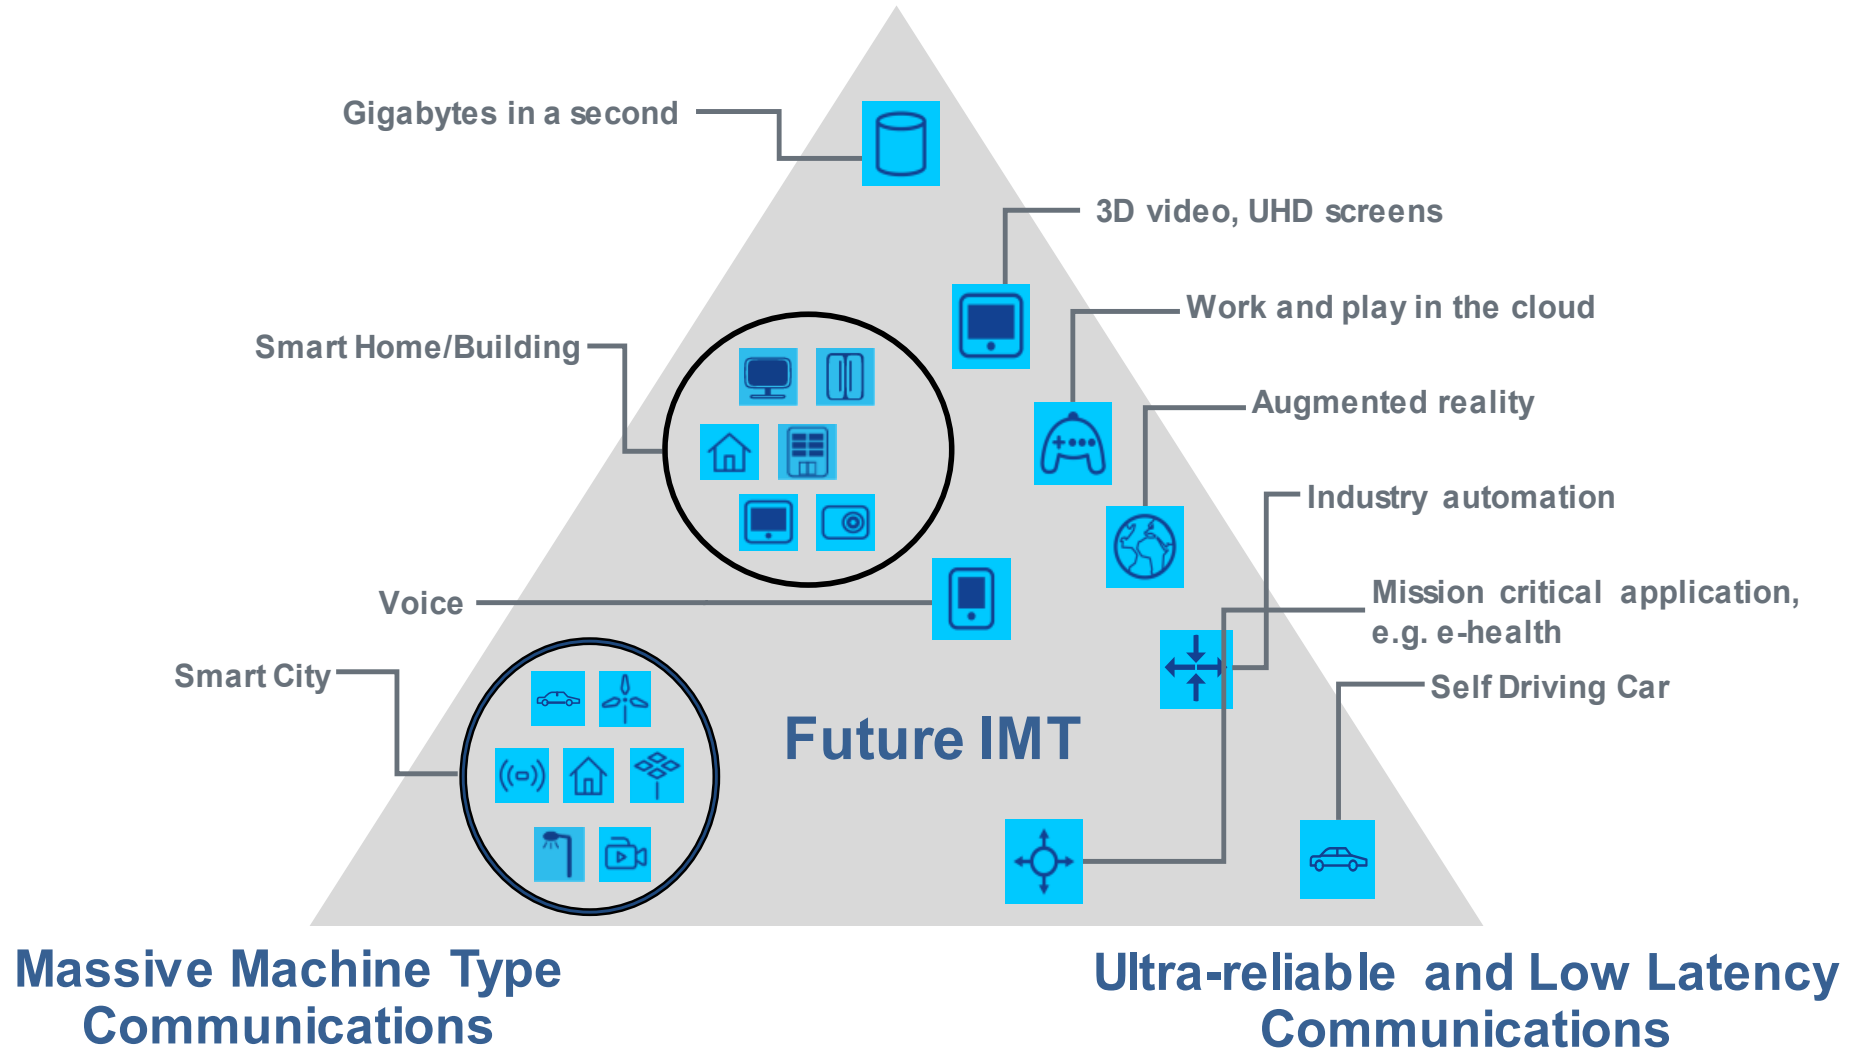 Gigabytes in a second
3D video, UHD screens
Work and play in the cloud
Smart Home/Building
Augmented reality
Industry automation
Voice
Mission critical application,
e.g. e-health
Smart City
Self Driving Car
Future IMT
Massive Machine Type
Communications
Ultra-reliable and Low Latency
Communications